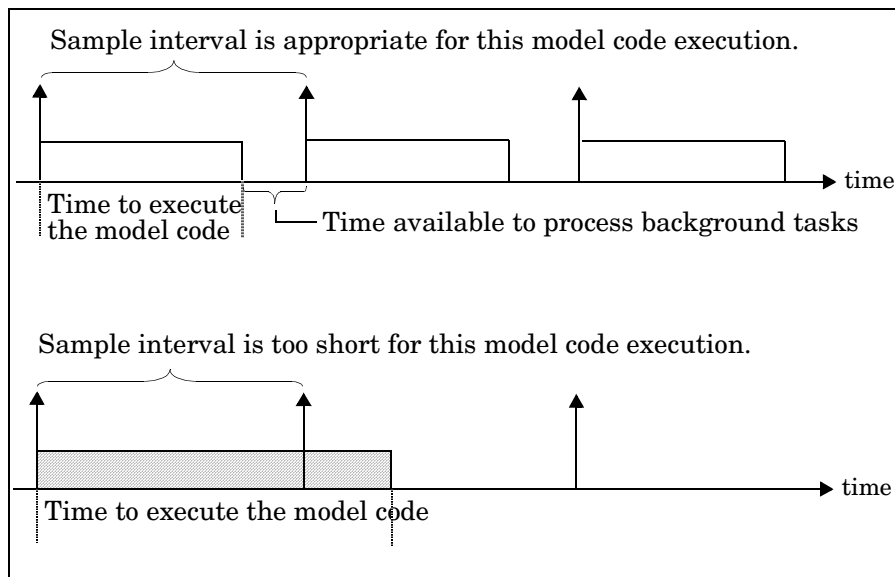 Sample interval is appropriate for this model code execution.
time
Time to execute
the model code
Time available to process background tasks
Sample interval is too short for this model code execution.
time
Time to execute the model code